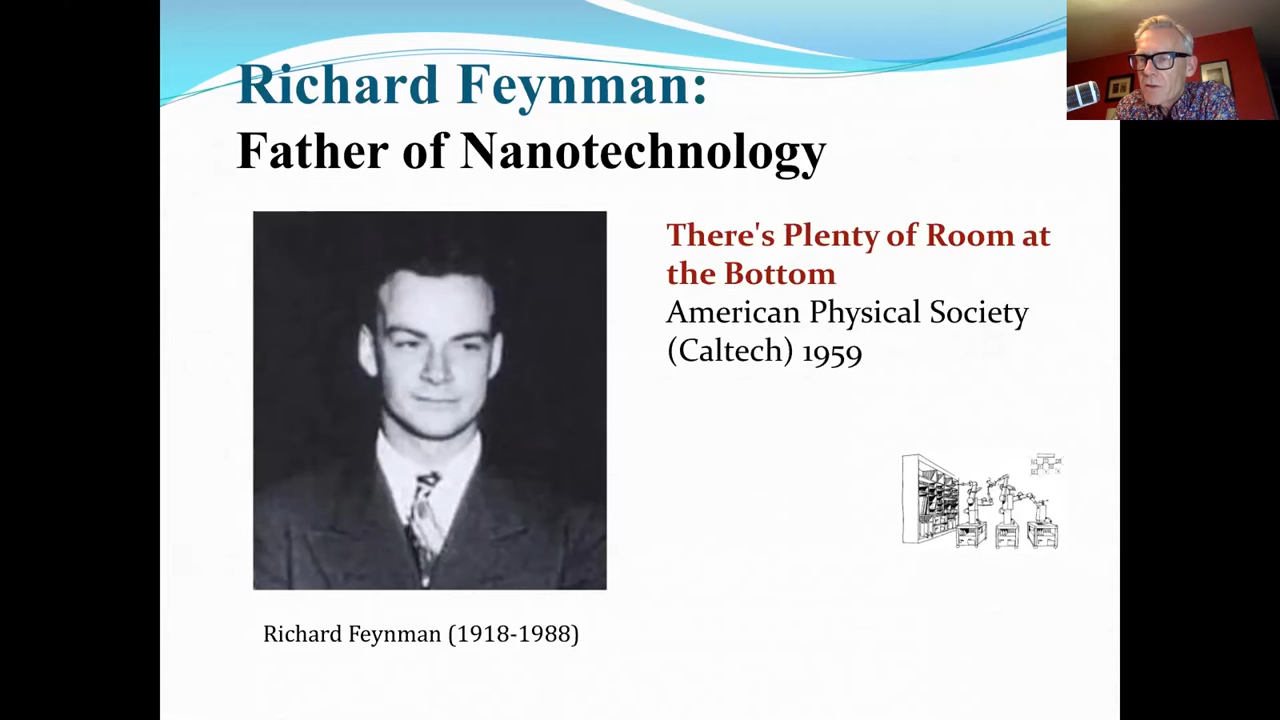 Richard Feynman:
Father of Nanotechnology
There's Plenty of Room at
the Bottom
American Physical Society
(Caltech) 1959
Richard Feynman (1918-1988)